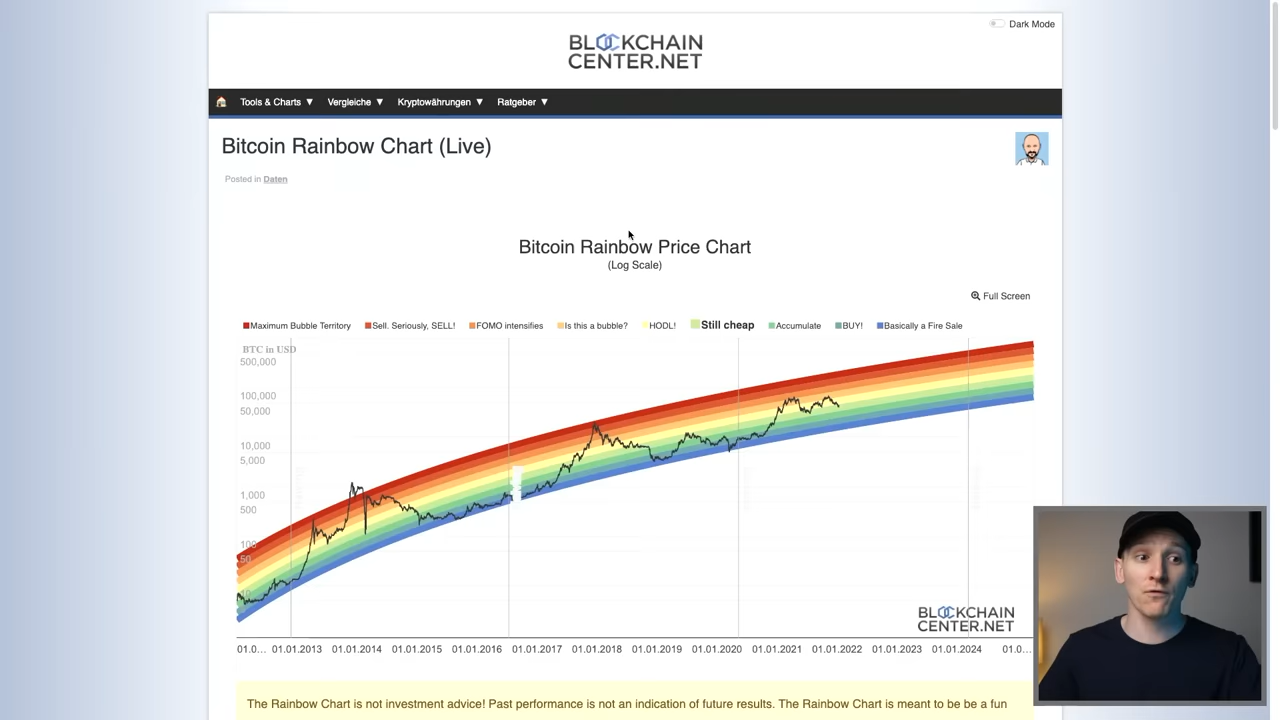 Dark Mode
BLOCKCHAIN
CENTER.NET
Tools & Charts ▼ Vergleiche ▼ Kryptowährungen ▼ Ratgeber ▼
Bitcoin Rainbow Chart (Live)
Posted in Daten
Bitcoin Rainbow Price Chart
(Log Scale)
Full Screen
Maximum Bubble Territory Sell. Seriously, SELL! FOMO intensifies Is this a bubble? HODL! Still cheap Accumulate BUY! Basically a Fire Sale
BTC in USD
500,000
100,000
50,000
10,000
5,000
1,000
500
100
50
10
BLOCKCHAIN
CENTER.NET
01.0... 01.01.2013 01.01.2014 01.01.2015 01.01.2016 01.01.2017 01.01.2018 01.01.2019 01.01.2020 01.01.2021 01.01.2022 01.01.2023 01.01.2024 01.0...
The Rainbow Chart is not investment advice! Past performance is not an indication of future results. The Rainbow Chart is meant to be be a fun